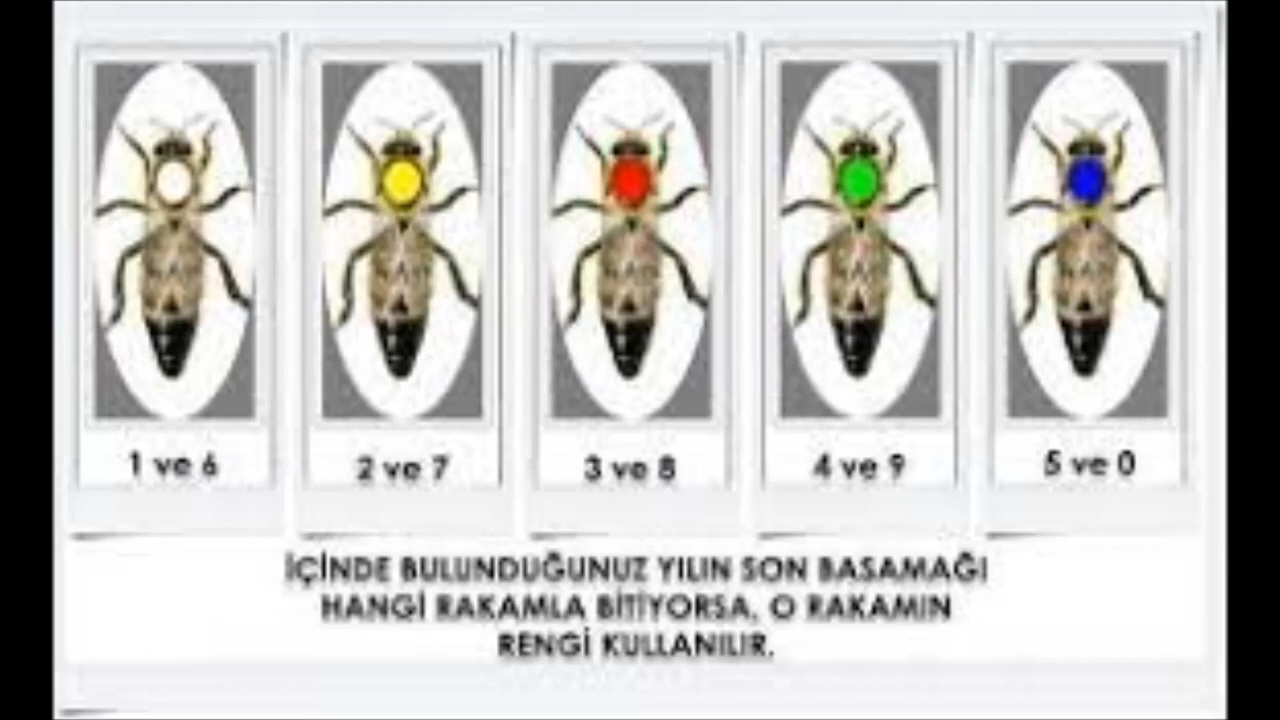 1 ve 6
2 ve 7
3 ve 8
4 ve 9
5 ve 0
İÇİNDE BULUNDUĞUNUZ YILIN SON BASAMAĞI
HANGİ RAKAMLA BİTİYORSA, O RAKAMIN
RENGİ KULLANILIR.